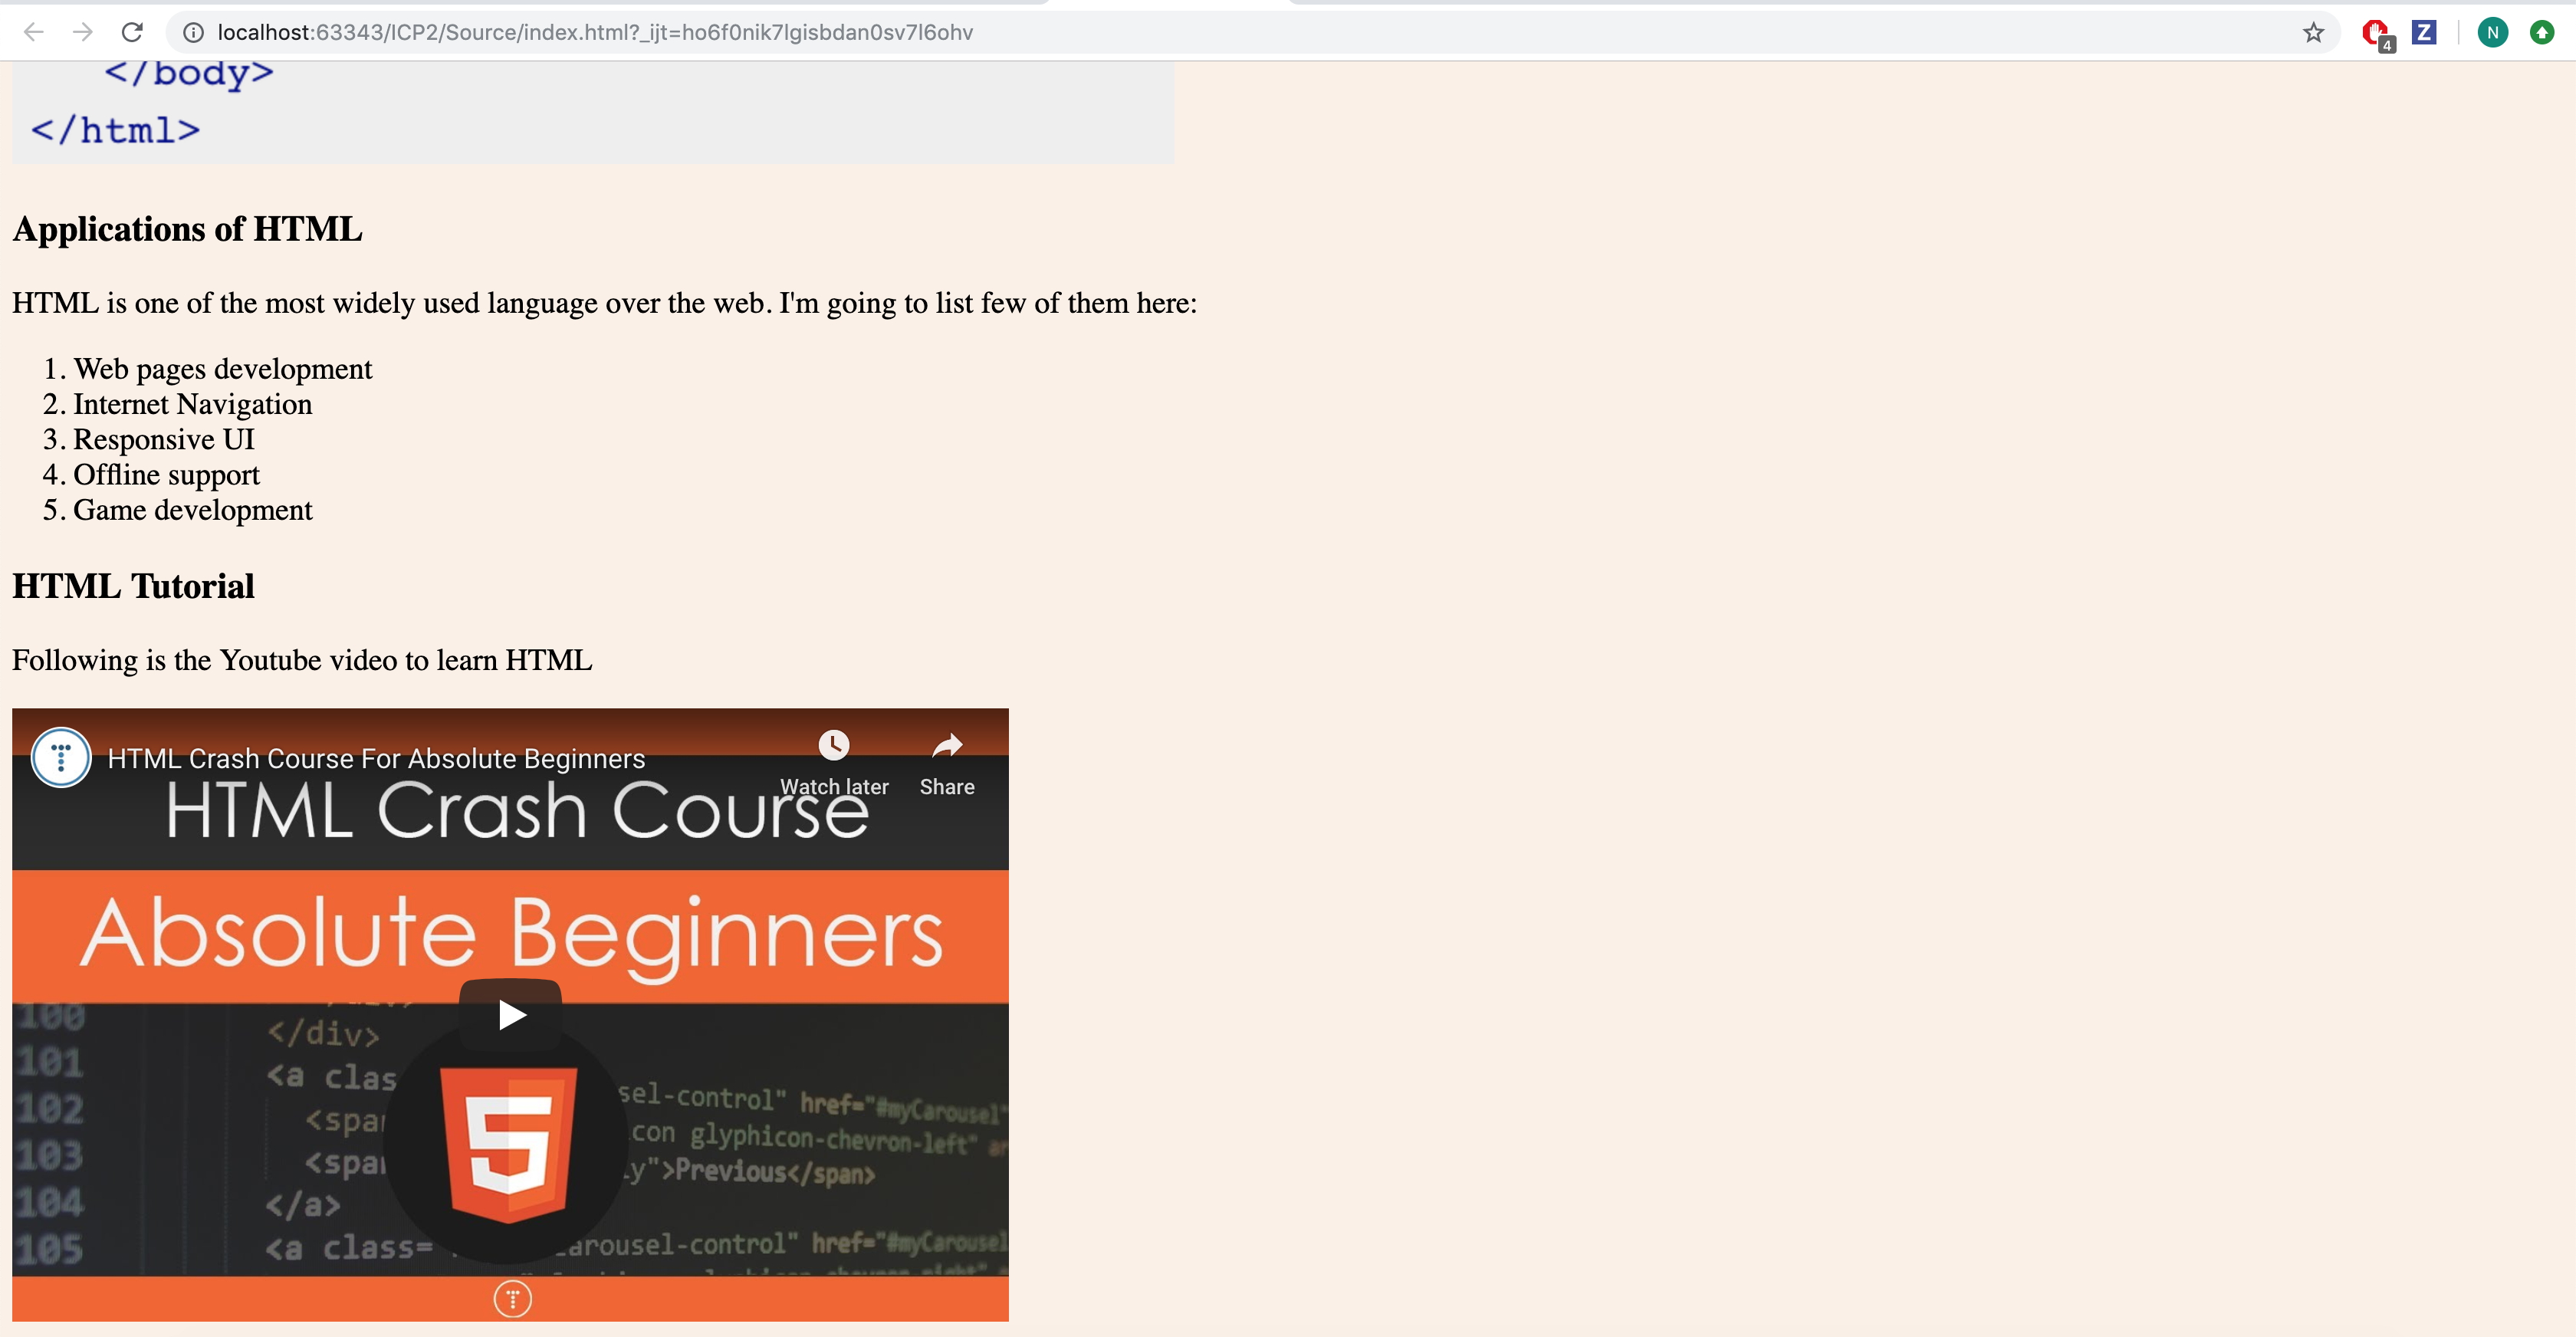 localhost:63343/ICP2/Source/index.html?_ijt=ho6f0nik7lgisbdan0sv7l6ohv
4
Z
N
</body>
</html>
Applications of HTML
HTML is one of the most widely used language over the web. I'm going to list few of them here:
1. Web pages development
2. Internet Navigation
3. Responsive UI
4. Offline support
5. Game development
HTML Tutorial
Following is the Youtube video to learn HTML
HTML Crash Course For Absolute Beginners
Watch later
Share
HTML Crash Course
Absolute Beginners
100
</div>
101
<a clas
sel-control" href="#myCarousel"
102
<spa
con glyphicon-chevron-left"
103
<spa
y">Previous</span>
104
</a>
105
<a class=
arousel-control" href="#myCarousel
5